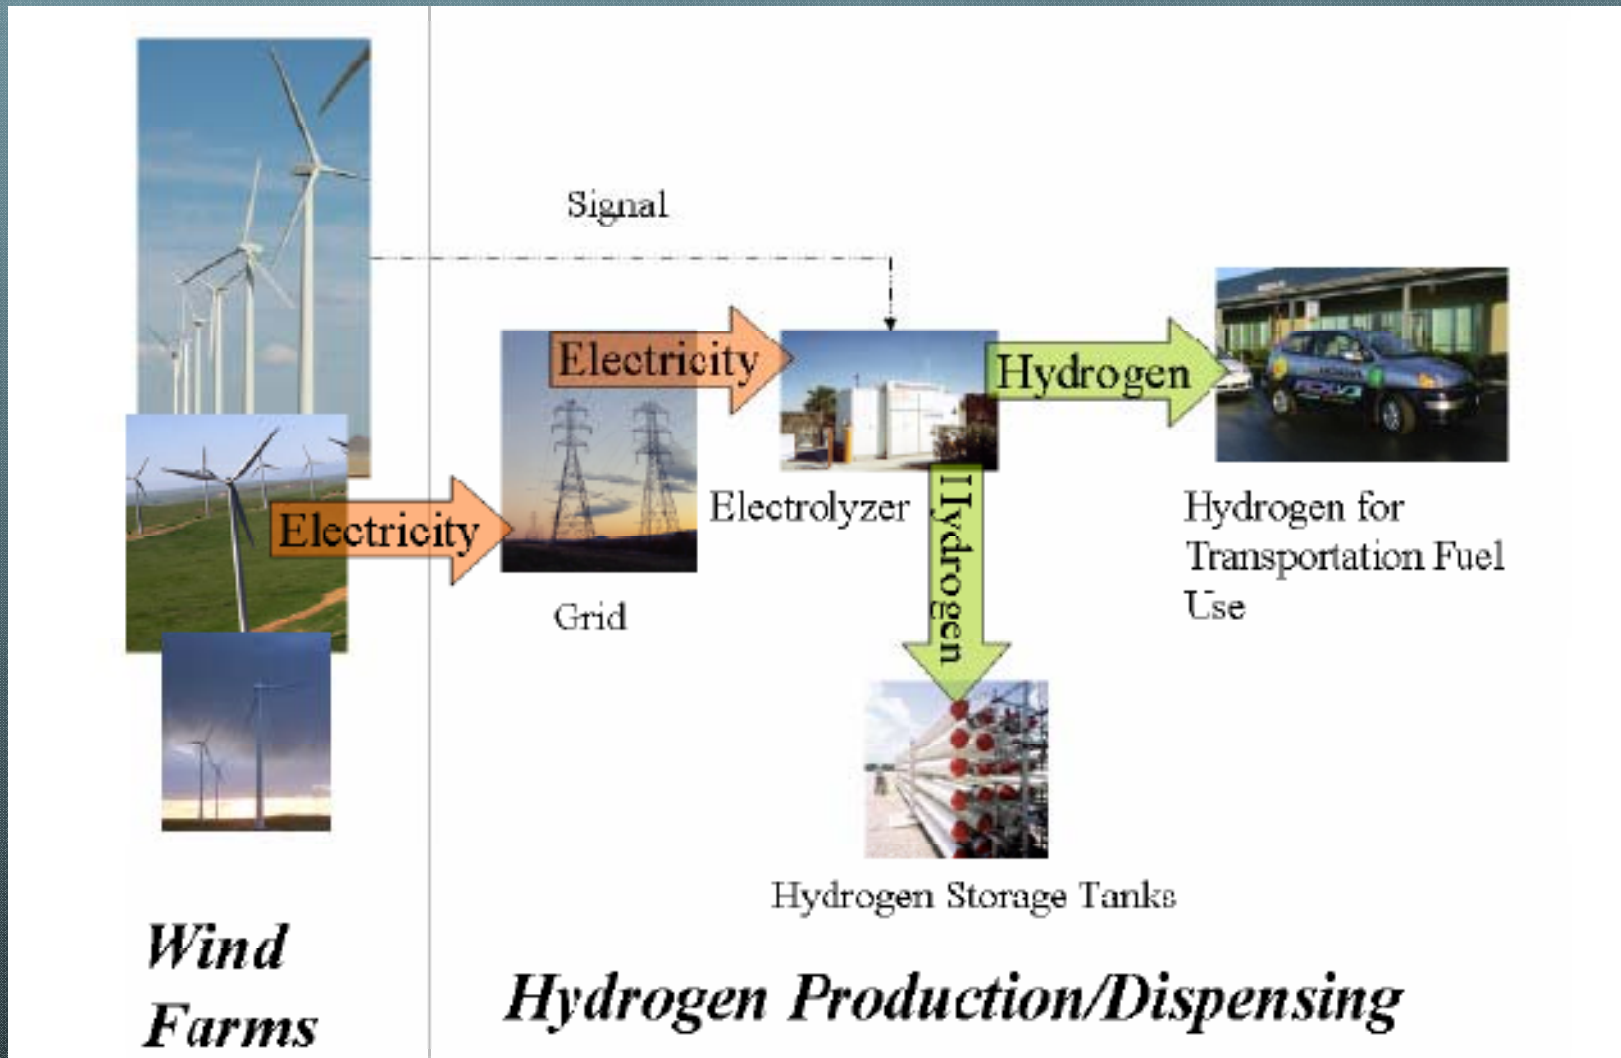 Signal
Electricity
Hydrogen
Electricity
Electrolyzer
Hydrogen
Grid
Hydrogen for
Transportation Fuel
Use
Hydrogen Storage Tanks
Wind
Farms
Hydrogen Production/Dispensing